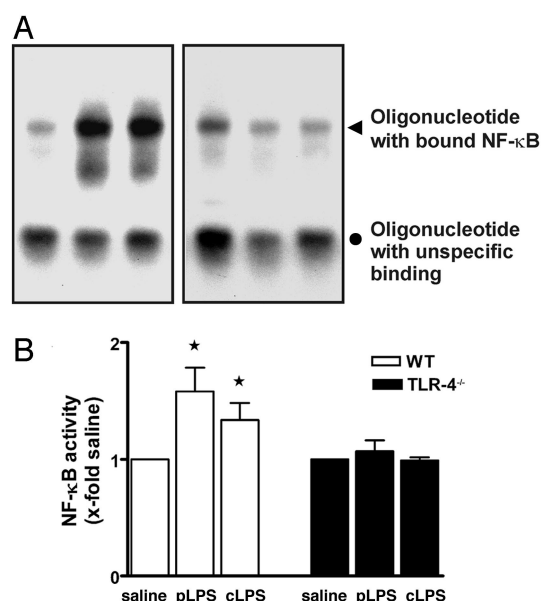 A
Oligonucleotide
with bound NF-κB
Oligonucleotide
with unspecific
binding
B
NF-κB activity
(x-fold saline)
2
1
0
WT
TLR-4-/-
saline pLPS cLPS
saline pLPS cLPS